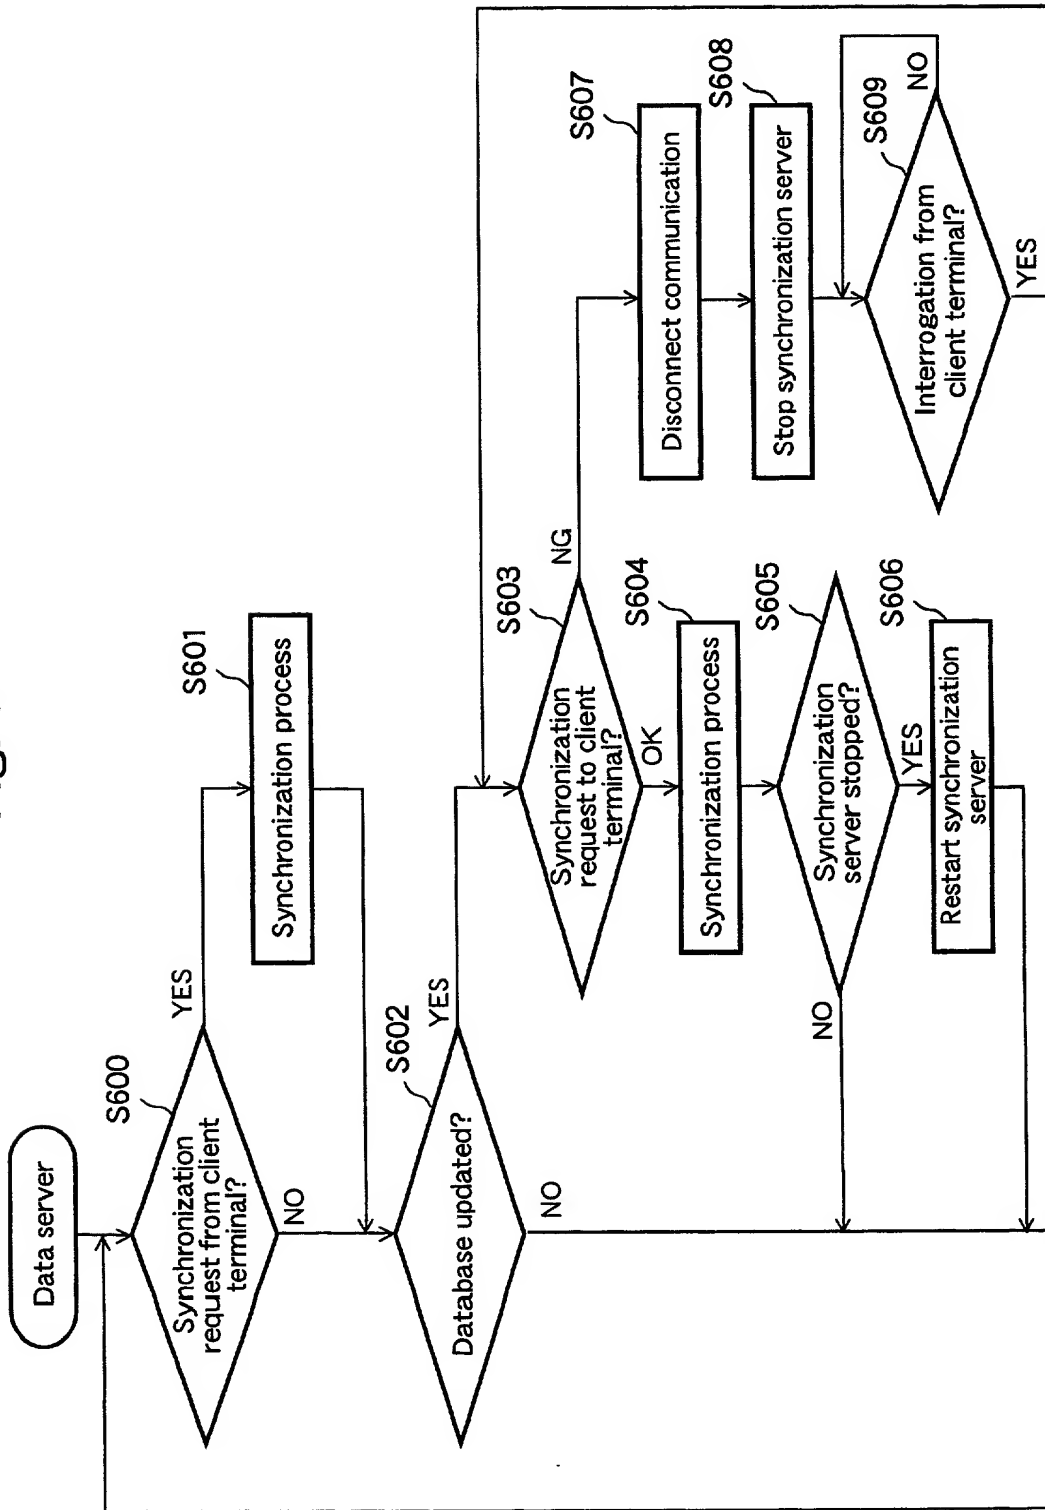 Data server
S600
Synchronization
request from client
terminal?
YES
NO
S601
Synchronization process
S602
Database updated?
YES
NO
S603
Synchronization
request to client
terminal?
NG
OK
S604
Synchronization process
S605
Synchronization
server stopped?
NO
YES
S606
Restart synchronization
server
S607
Disconnect communication
S608
Stop synchronization server
S609
Interrogation from
client terminal?
NO
YES